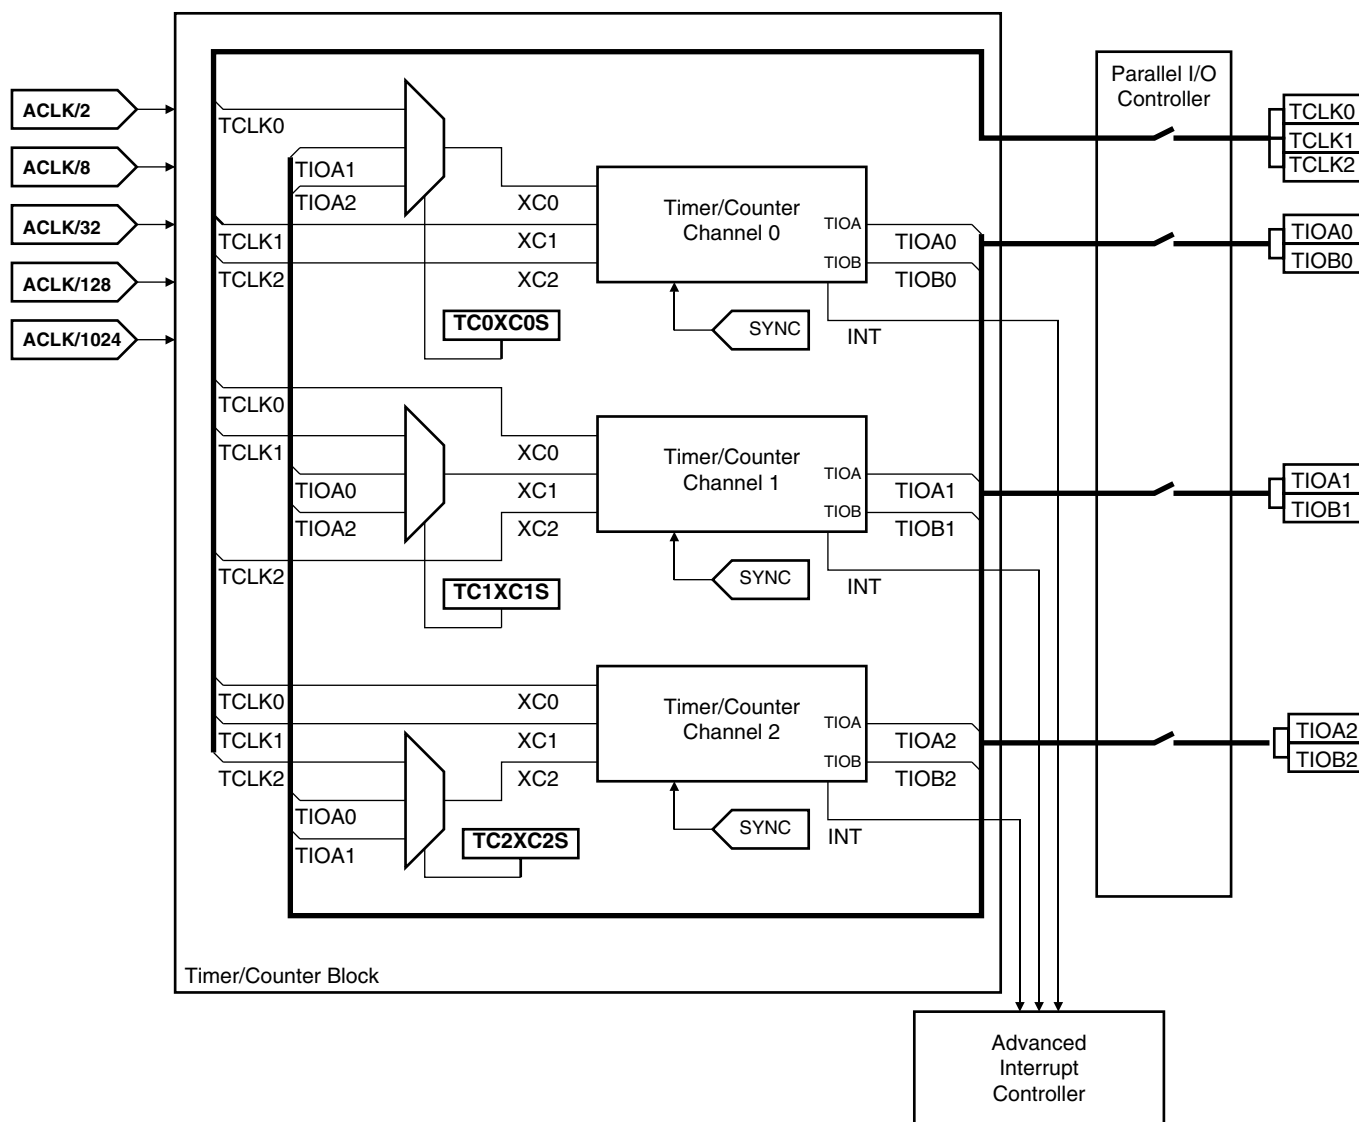 ACLK/2
ACLK/8
ACLK/32
ACLK/128
ACLK/1024
TCLK0
TIOA1
TIOA2
TCLK1
TCLK2
XC0
XC1
XC2
TC0XC0S
Timer/Counter
Channel 0
TIOA
TIOB
TIOA0
TIOB0
SYNC
INT
TCLK0
TCLK1
TIOA0
TIOA2
TCLK2
XC0
XC1
XC2
TC1XC1S
Timer/Counter
Channel 1
TIOA
TIOB
TIOA1
TIOB1
SYNC
INT
TCLK0
TCLK1
TCLK2
TIOA0
TIOA1
XC0
XC1
XC2
TC2XC2S
Timer/Counter
Channel 2
TIOA
TIOB
TIOA2
TIOB2
SYNC
INT
Timer/Counter Block
Parallel I/O
Controller
TCLK0
TCLK1
TCLK2
TIOA0
TIOB0
TIOA1
TIOB1
TIOA2
TIOB2
Advanced
Interrupt
Controller